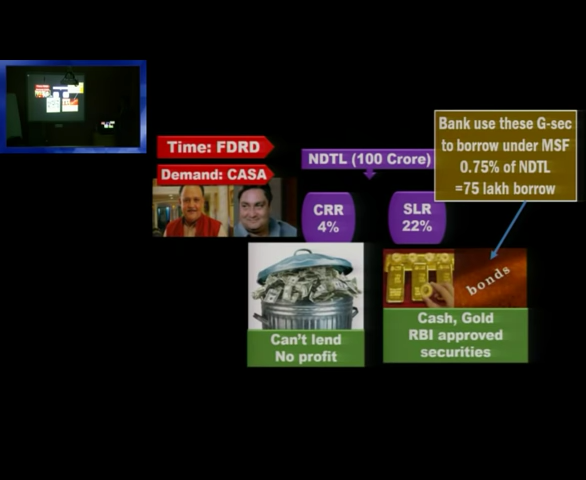 Time: FDRD
Demand: CASA
NDTL (100 Crore)
CRR
4%
SLR
22%
Bank use these G-sec
to borrow under MSF
0.75% of NDTL
=75 lakh borrow
bonds
Can't lend
No profit
Cash, Gold
RBI approved
securities